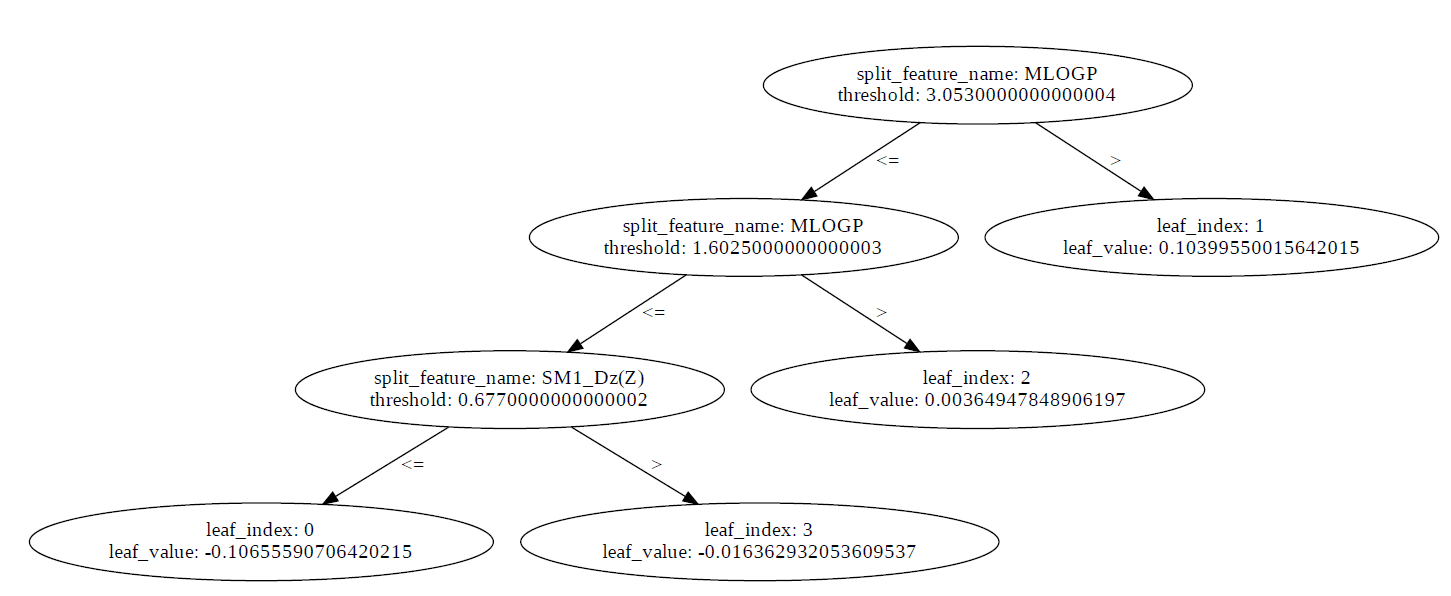 split_feature_name: MLOGP
threshold: 3.0530000000000004
<=
>
split_feature_name: MLOGP
threshold: 1.6025000000000003
leaf_index: 1
leaf_value: 0.10399550015642015
<=
>
split_feature_name: SM1_Dz(Z)
threshold: 0.6770000000000002
leaf_index: 2
leaf_value: 0.00364947848906197
<=
>
leaf_index: 0
leaf_value: -0.10655590706420215
leaf_index: 3
leaf_value: -0.016362932053609537